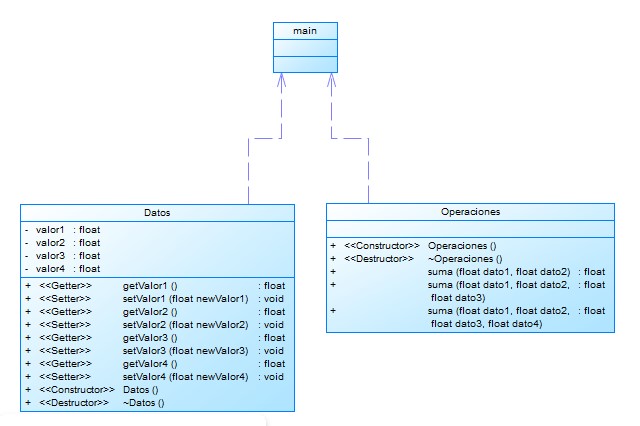 main
Datos
- valor1 : float
- valor2 : float
- valor3 : float
- valor4 : float
+ <<Getter>> getValor1 () : float
+ <<Setter>> setValor1 (float newValor1) : void
+ <<Getter>> getValor2 () : float
+ <<Setter>> setValor2 (float newValor2) : void
+ <<Getter>> getValor3 () : float
+ <<Setter>> setValor3 (float newValor3) : void
+ <<Getter>> getValor4 () : float
+ <<Setter>> setValor4 (float newValor4) : void
+ <<Constructor>> Datos ()
+ <<Destructor>> ~Datos ()
Operaciones
+ <<Constructor>> Operaciones ()
+ <<Destructor>> ~Operaciones ()
+ suma (float dato1, float dato2) : float
+ suma (float dato1, float dato2, : float
float dato3)
+ suma (float dato1, float dato2, : float
float dato3, float dato4)